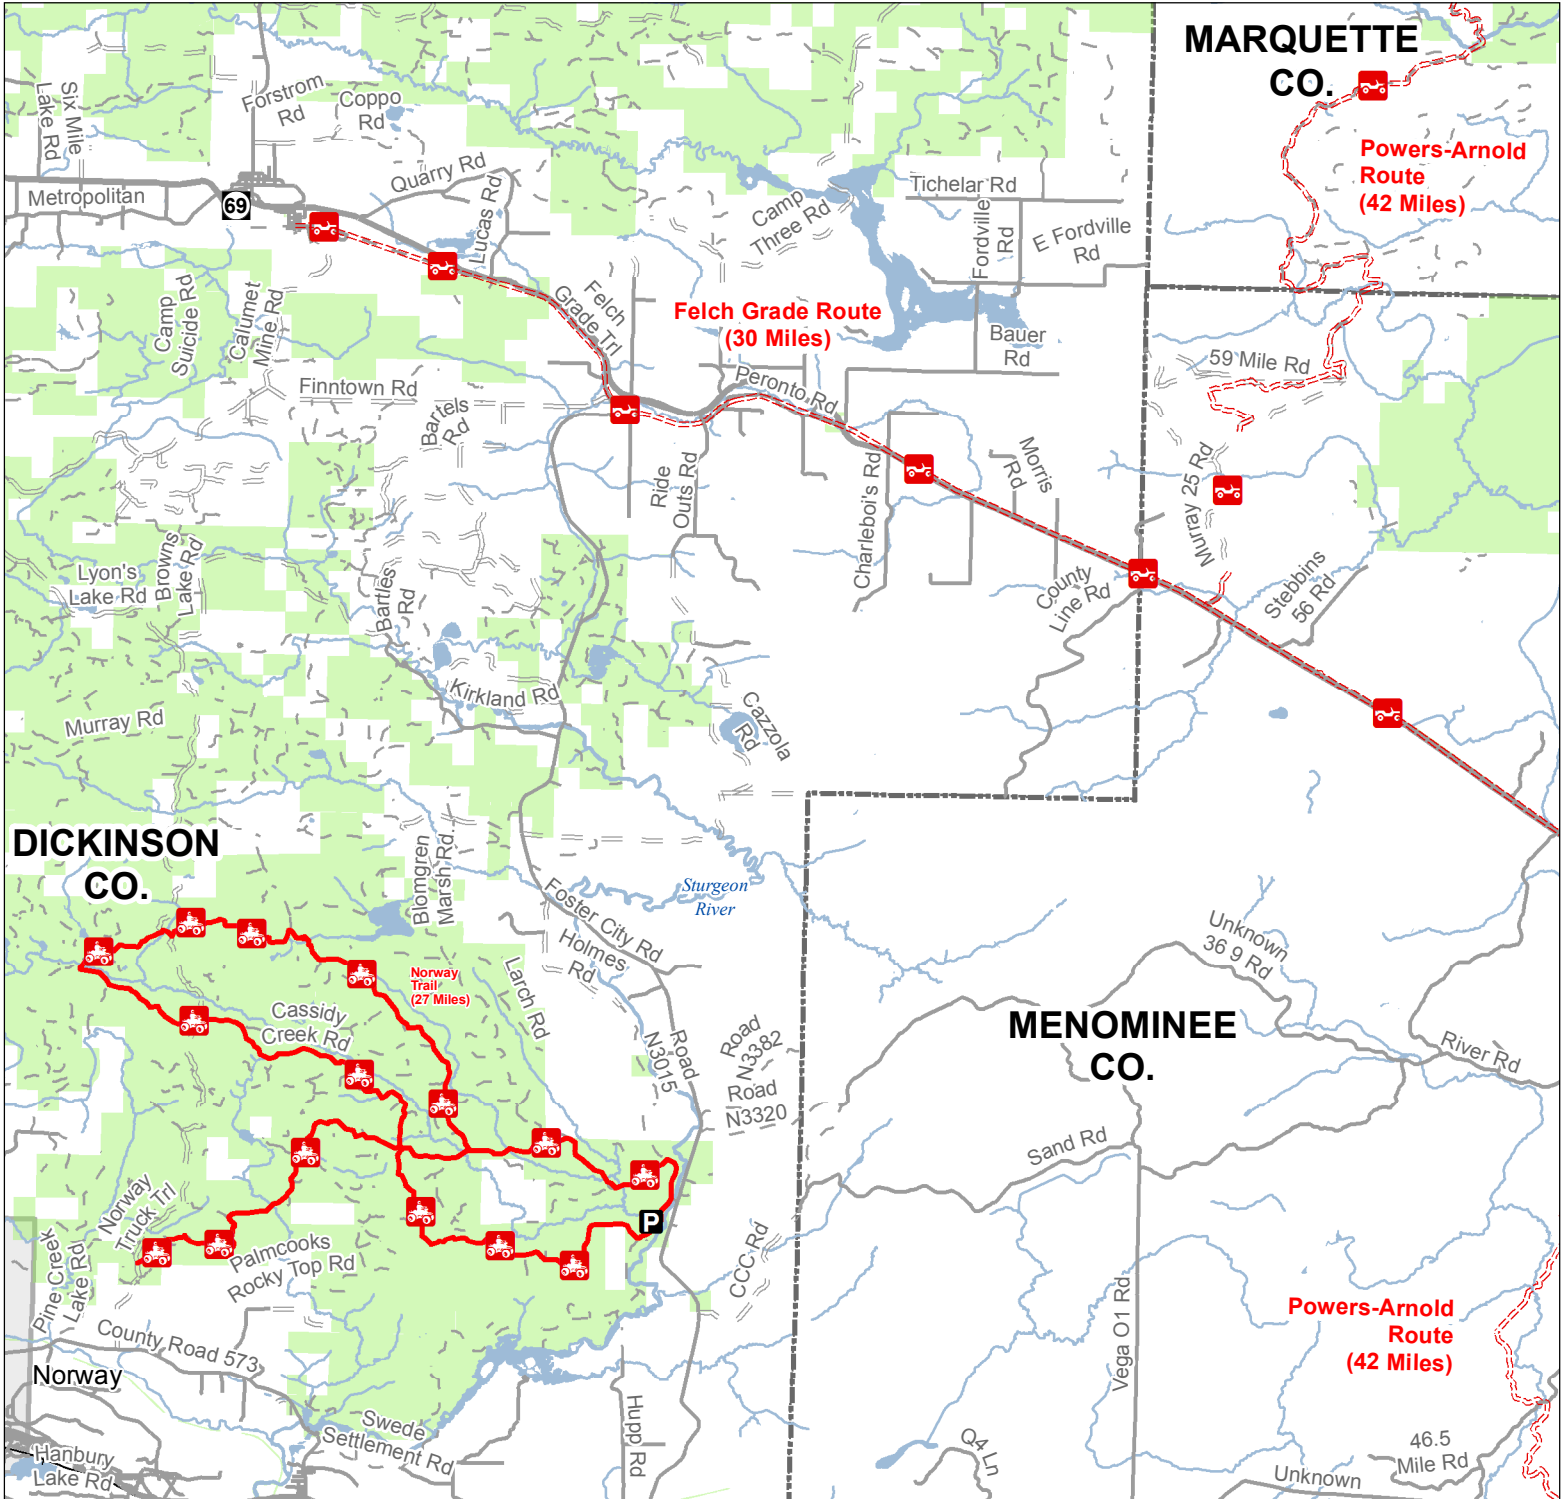 MARQUETTE
CO.
Six Mile
Lake Rd
Forstrom
Rd
Coppo
Rd
Quarry Rd
Metropolitan
69
Lucas Rd
Tichelar Rd
Camp
Three Rd
Fordville
Rd
E Fordville
Rd
Powers-Arnold
Route
(42 Miles)
Camp
Suicide Rd
Calumet
Mine Rd
Felch
Grade Trl
Felch Grade Route
(30 Miles)
Bauer
Rd
59 Mile Rd
Finntown Rd
Peronto Rd
Bartels
Rd
Ride
Outs Rd
Charleboi's Rd
Morris
Rd
Murray 25 Rd
Lyon's
Lake Rd
Browns
Lake Rd
Bartles
Rd
County
Line Rd
Stebbins
56 Rd
Kirkland Rd
Murray Rd
Cazzola
Rd
DICKINSON
CO.
Blomgren
Marsh Rd
Sturgeon
River
Foster City Rd
Holmes
Rd
Unknown
36 9 Rd
Norway
Trail
(27 Miles)
Larch Rd
Cassidy
Creek Rd
Road
N3015
Road
Road
N3382
Road
N3320
MENOMINEE
CO.
River Rd
Sand Rd
P
Norway
Truck Trl
Palmcooks
Rocky Top Rd
Pine Creek
Lake Rd
CCC Rd
Vega O1 Rd
Powers-Arnold
Route
(42 Miles)
County Road 573
Norway
Swede
Settlement Rd
Hupp Rd
Hanbury
Lake Rd
Q4 Ln
46.5
Mile Rd
Unknown